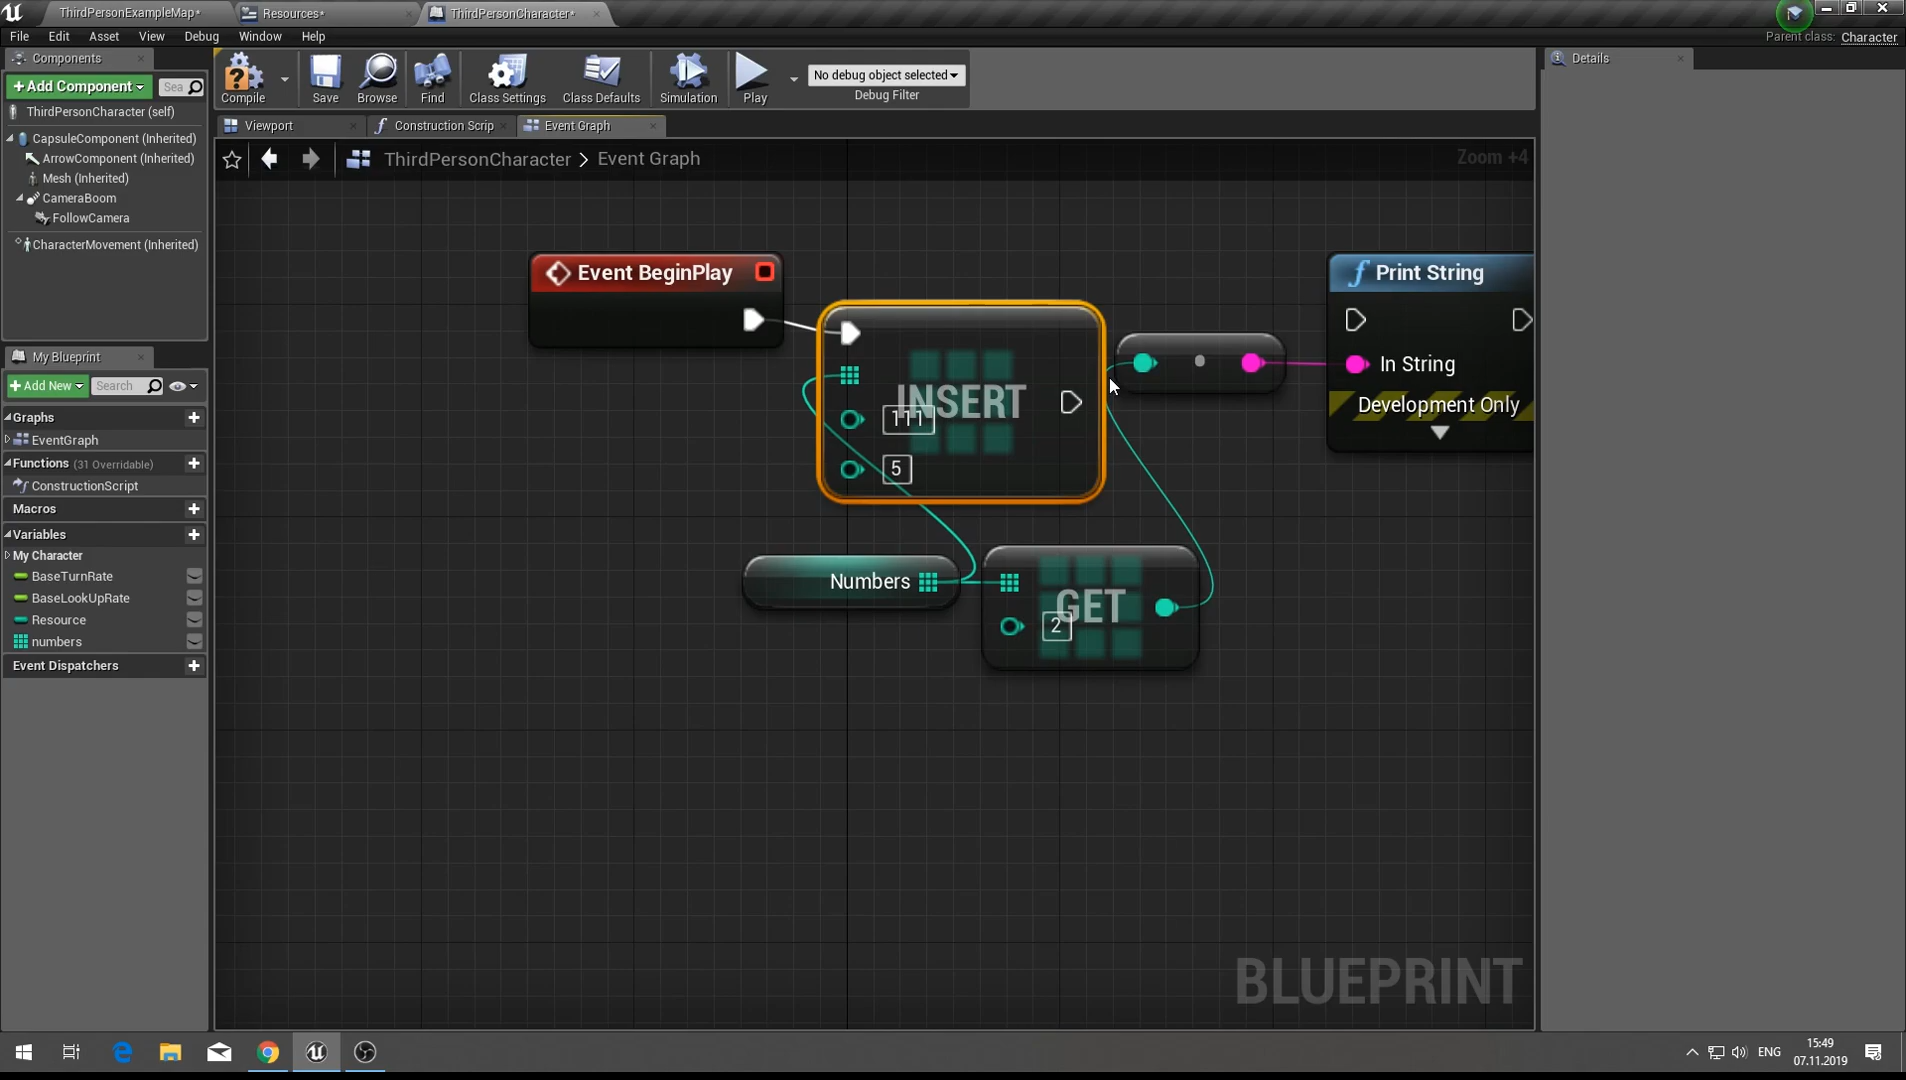 ThirdPersonExampleMap*
Resources*
ThirdPersonCharacter*
File Edit Asset View Debug Window Help
Parent class: Character
Components
+Add Component
Sea
ThirdPersonCharacter (self)
CapsuleComponent (Inherited)
ArrowComponent (Inherited)
Mesh (Inherited)
CameraBoom
FollowCamera
CharacterMovement (Inherited)
Compile
Save
Browse
Find
Class Settings
Class Defaults
Simulation
Play
No debug object selected
Debug Filter
Details
Viewport
Construction Scrip
Event Graph
ThirdPersonCharacter > Event Graph
Zoom +4
My Blueprint
+Add New
Search
Graphs
EventGraph
Functions (31 Overridable)
ConstructionScript
Macros
Variables
My Character
BaseTurnRate
BaseLookUpRate
Resource
numbers
Event Dispatchers
Event BeginPlay
INSERT
111
5
Numbers
GET
2
Print String
In String
Development Only
BLUEPRINT
ENG
15:49
07.11.2019